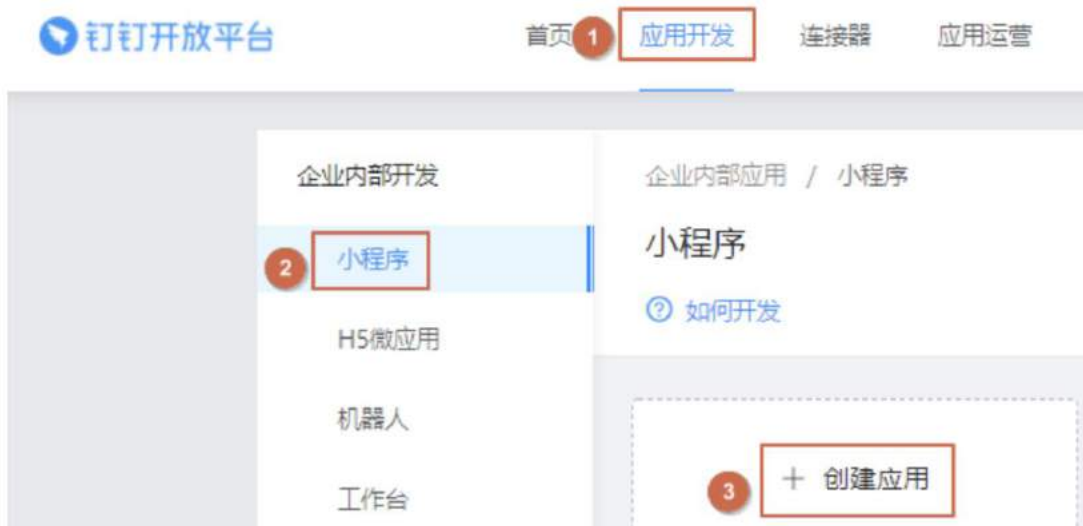 钉钉开放平台 首页 1 应用开发 连接器 应用运营
企业内部开发
2 小程序
H5微应用
机器人
工作台
企业内部应用 / 小程序
小程序
? 如何开发
3 + 创建应用